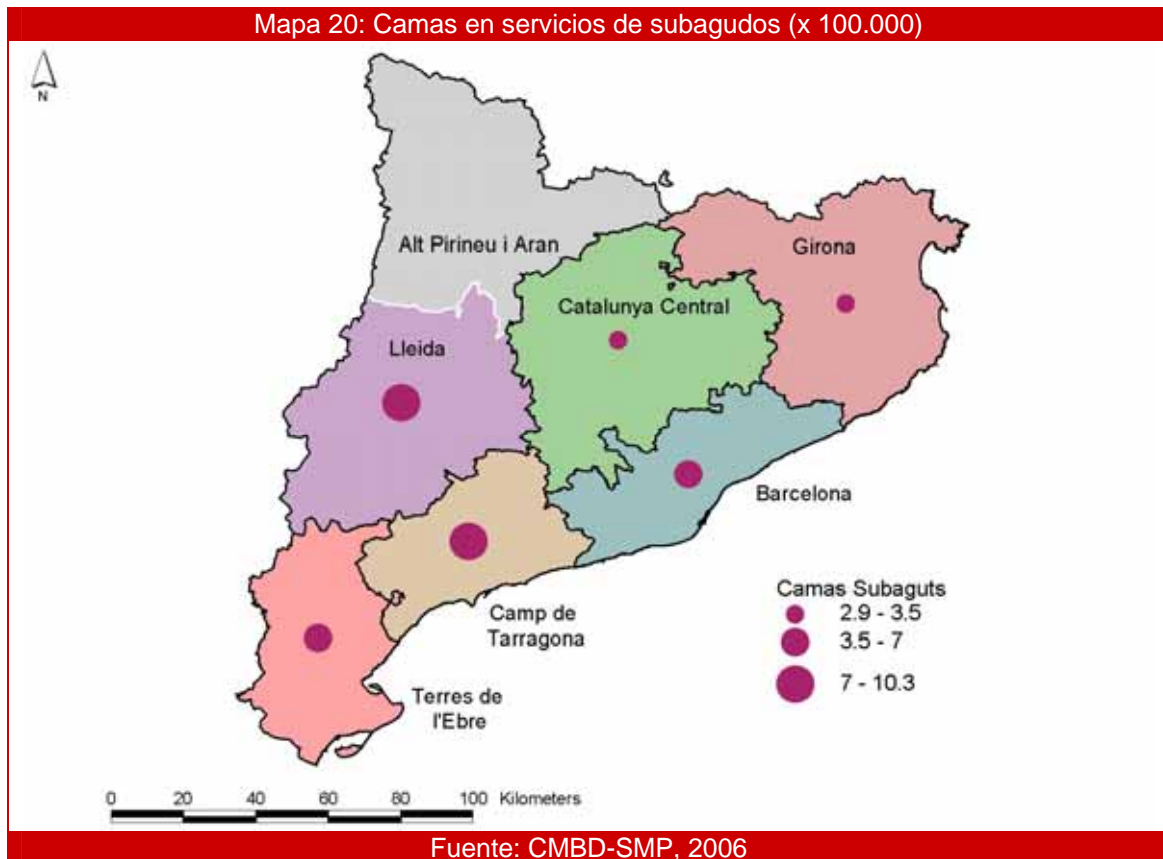 Mapa 20: Camas en servicios de subagudos (x 100.000)
N
Alt Pirineu i Aran
Girona
Catalunya Central
Lleida
Barcelona
Camp de
Tarragona
Terres de
l'Ebre
Camas Subaguts
2.9 - 3.5
3.5 - 7
7 - 10.3
0 20 40 60 80 100 Kilometers
Fuente: CMBD-SMP, 2006